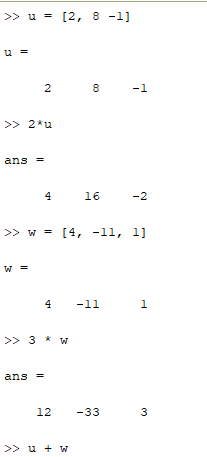 >> u = [2, 8 -1]
u =
2 8 -1
>> 2*u
ans =
4 16 -2
>> w = [4, -11, 1]
w =
4 -11 1
>> 3 * w
ans =
12 -33 3
>> u + w